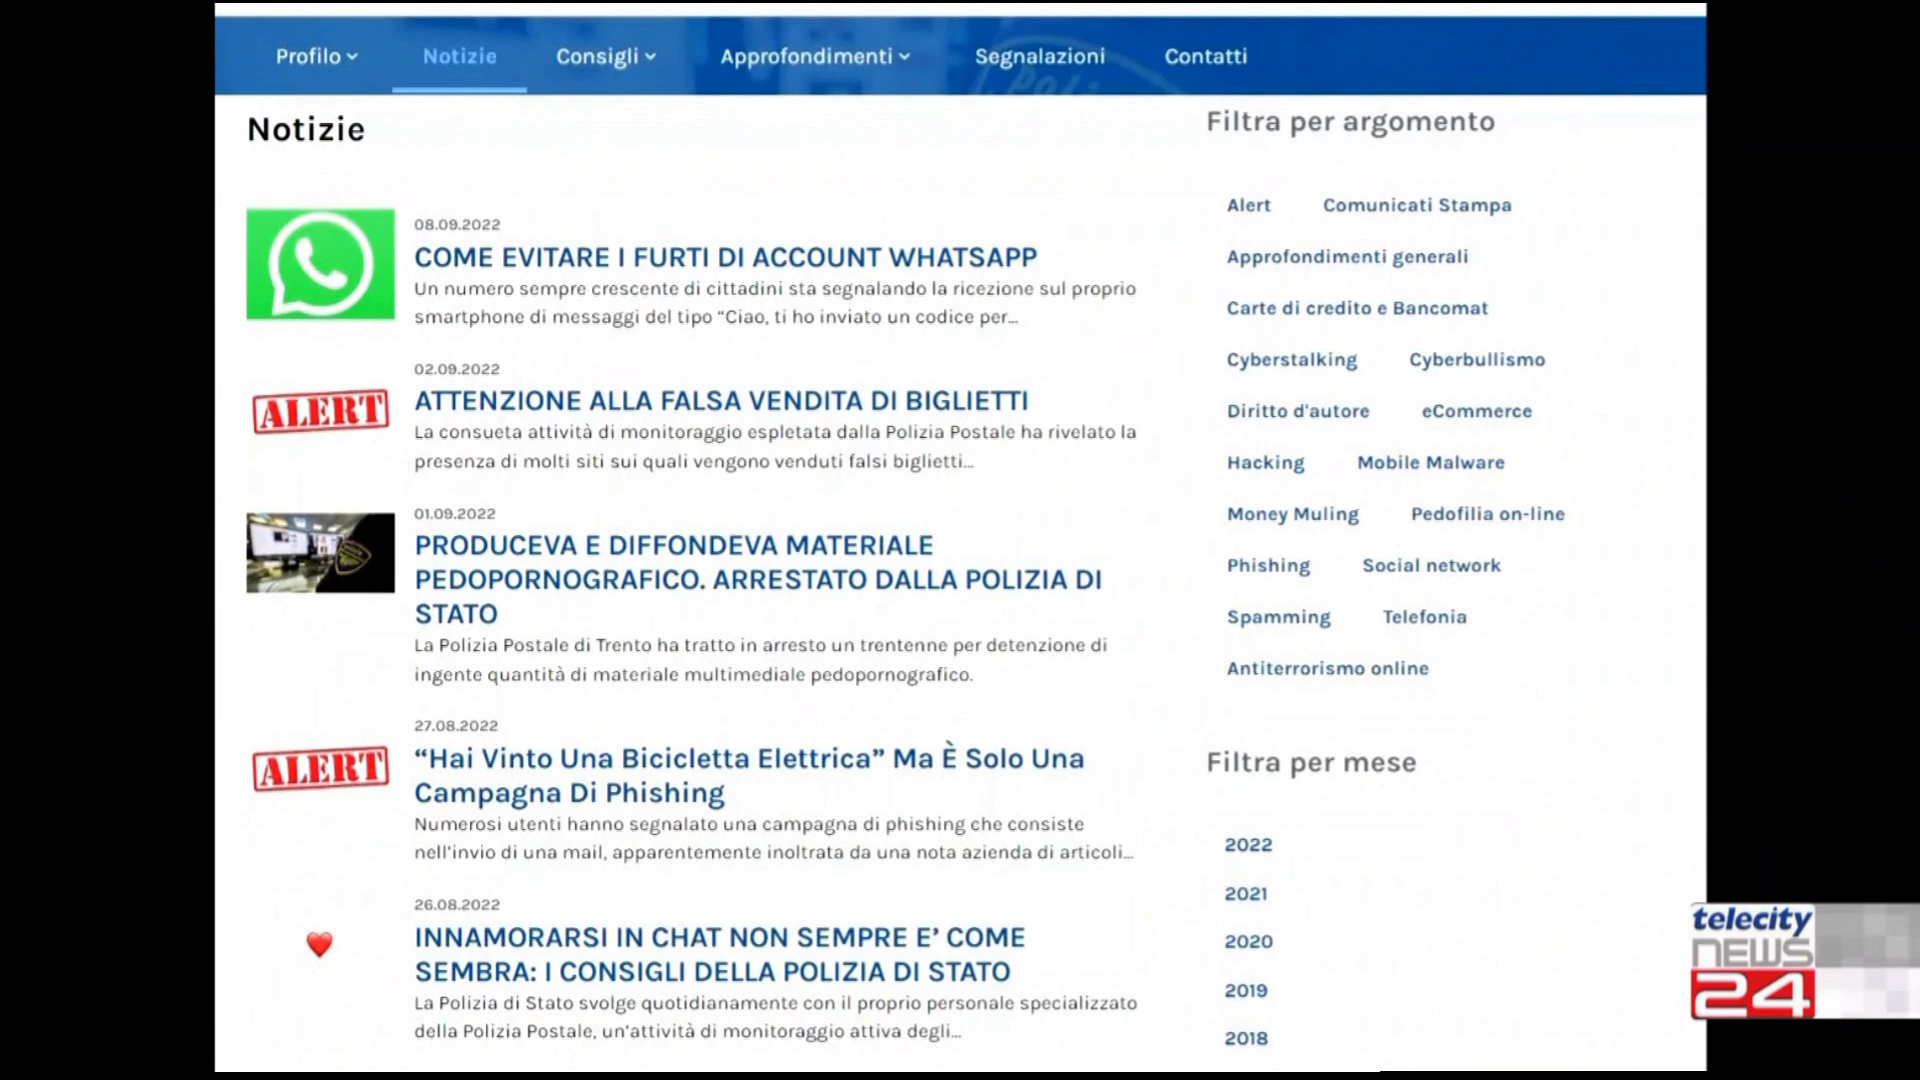 Profilo Notizie Consigli Approfondimenti Segnalazioni Contatti
Notizie
08.09.2022
COME EVITARE I FURTI DI ACCOUNT WHATSAPP
Un numero sempre crescente di cittadini sta segnalando la ricezione sul proprio
smartphone di messaggi del tipo “Ciao, ti ho inviato un codice per…
ALERT
02.09.2022
ATTENZIONE ALLA FALSA VENDITA DI BIGLIETTI
La consueta attività di monitoraggio espletata dalla Polizia Postale ha rivelato la
presenza di molti siti sui quali vengono venduti falsi biglietti…
01.09.2022
PRODUCEVA E DIFFONDEVA MATERIALE
PEDOPORNOGRAFICO. ARRESTATO DALLA POLIZIA DI
STATO
La Polizia Postale di Trento ha tratto in arresto un trentenne per detenzione di
ingente quantità di materiale multimediale pedopornografico.
ALERT
27.08.2022
“Hai Vinto Una Bicicletta Elettrica” Ma È Solo Una
Campagna Di Phishing
Numerosi utenti hanno segnalato una campagna di phishing che consiste
nell'invio di una mail, apparentemente inoltrata da una nota azienda di articoli…
26.08.2022
INNAMORARSI IN CHAT NON SEMPRE E’ COME
SEMBRA: I CONSIGLI DELLA POLIZIA DI STATO
La Polizia di Stato svolge quotidianamente con il proprio personale specializzato
della Polizia Postale, un'attività di monitoraggio attiva degli…
Filtra per argomento
Alert Comunicati Stampa
Approfondimenti generali
Carte di credito e Bancomat
Cyberstalking Cyberbullismo
Diritto d'autore eCommerce
Hacking Mobile Malware
Money Muling Pedofilia on-line
Phishing Social network
Spamming Telefonia
Antiterrorismo online
Filtra per mese
2022
2021
2020
2019
2018
telecity
NEWS
24